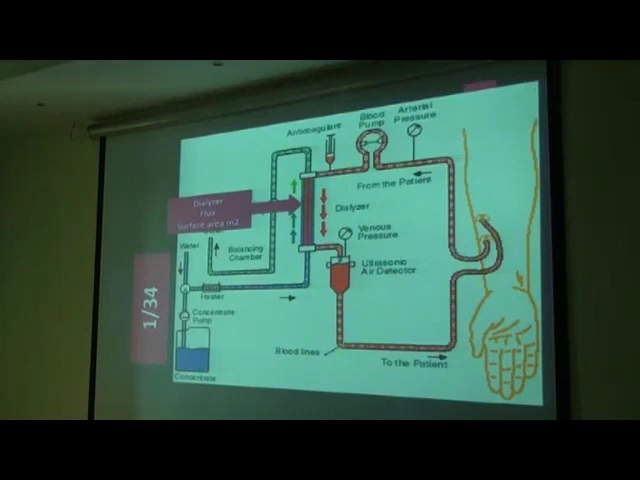 Anticoagulant
Blood
Pump
Arterial
Pressure
From the Patient
Dialyzer
Flux
Surface area m2
Dialyzer
Venous
Pressure
Water
Balancing
Chamber
Ultrasonic
Air Detector
Heater
1/34
Concentrate
Pump
Blood lines
To the Patient
Concentrate